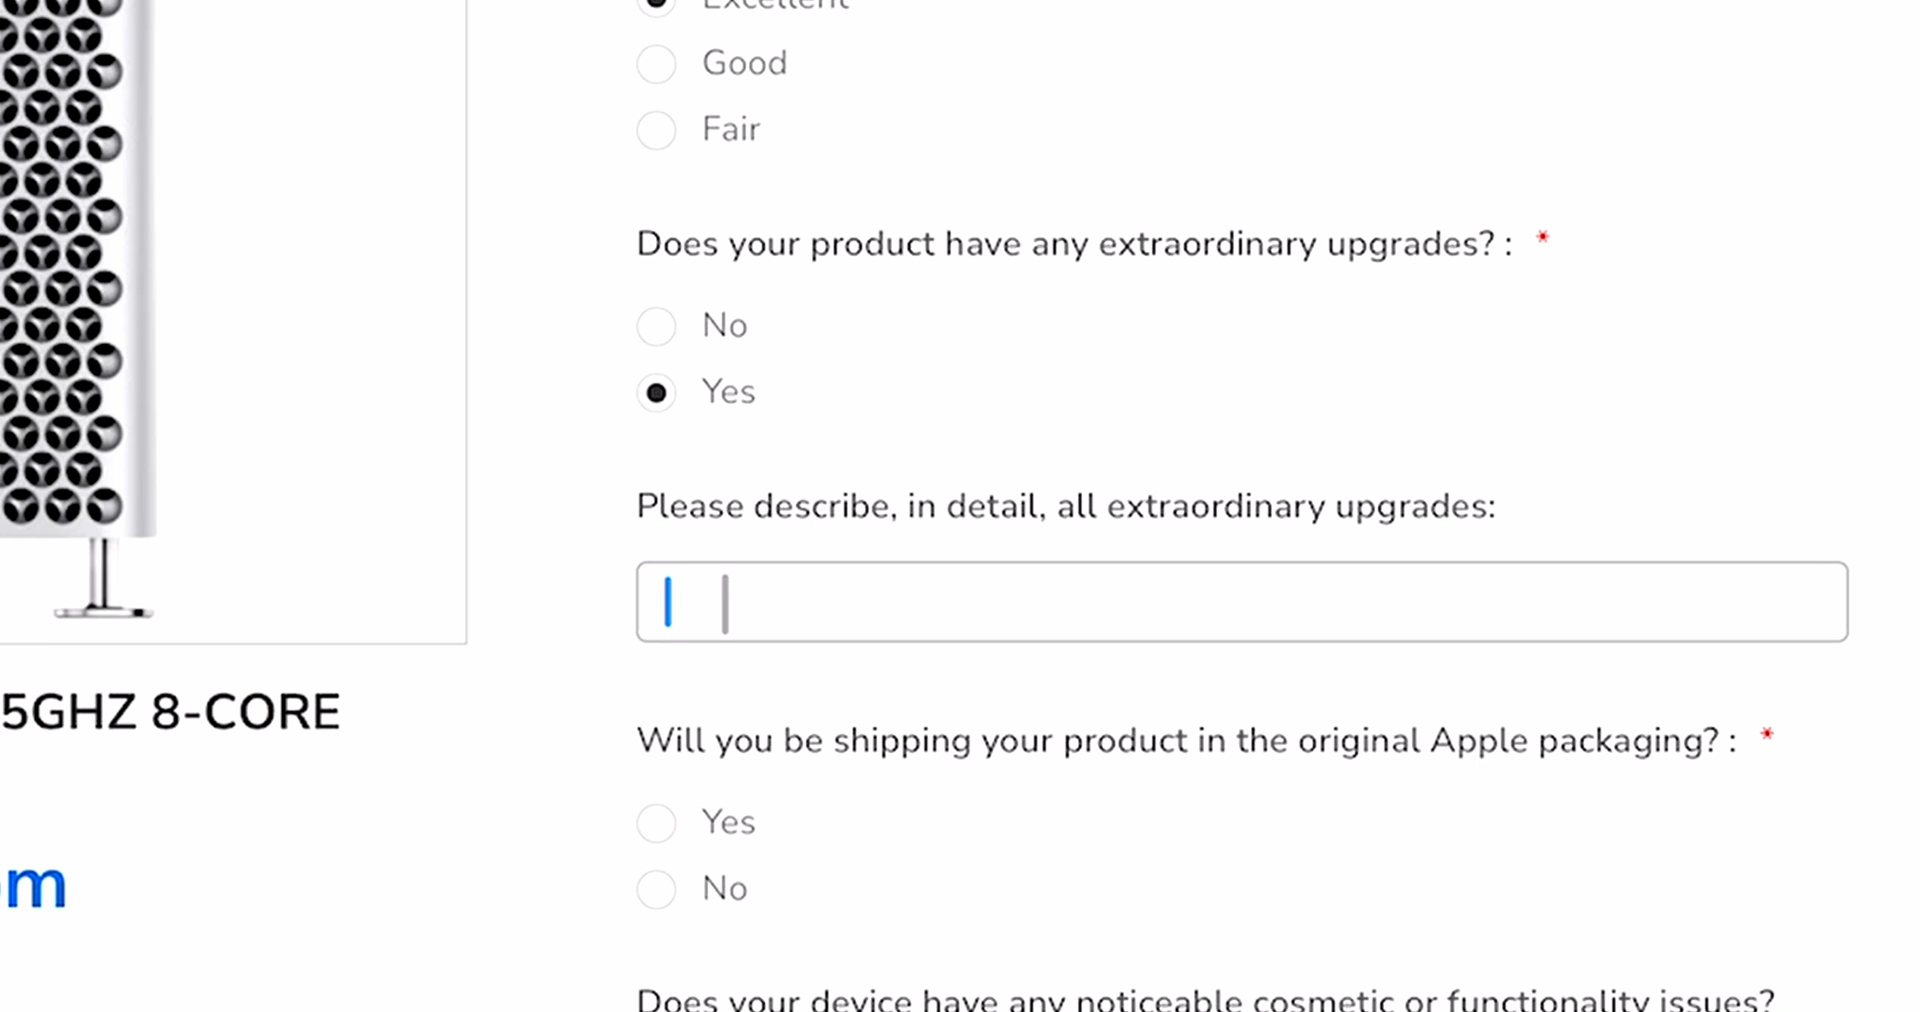 Excellent
Good
Fair
Does your product have any extraordinary upgrades? : *
No
Yes
Please describe, in detail, all extraordinary upgrades:
5GHZ 8-CORE
Will you be shipping your product in the original Apple packaging? : *
Yes
om
No
Does your device have any noticeable cosmetic or functionality issues?